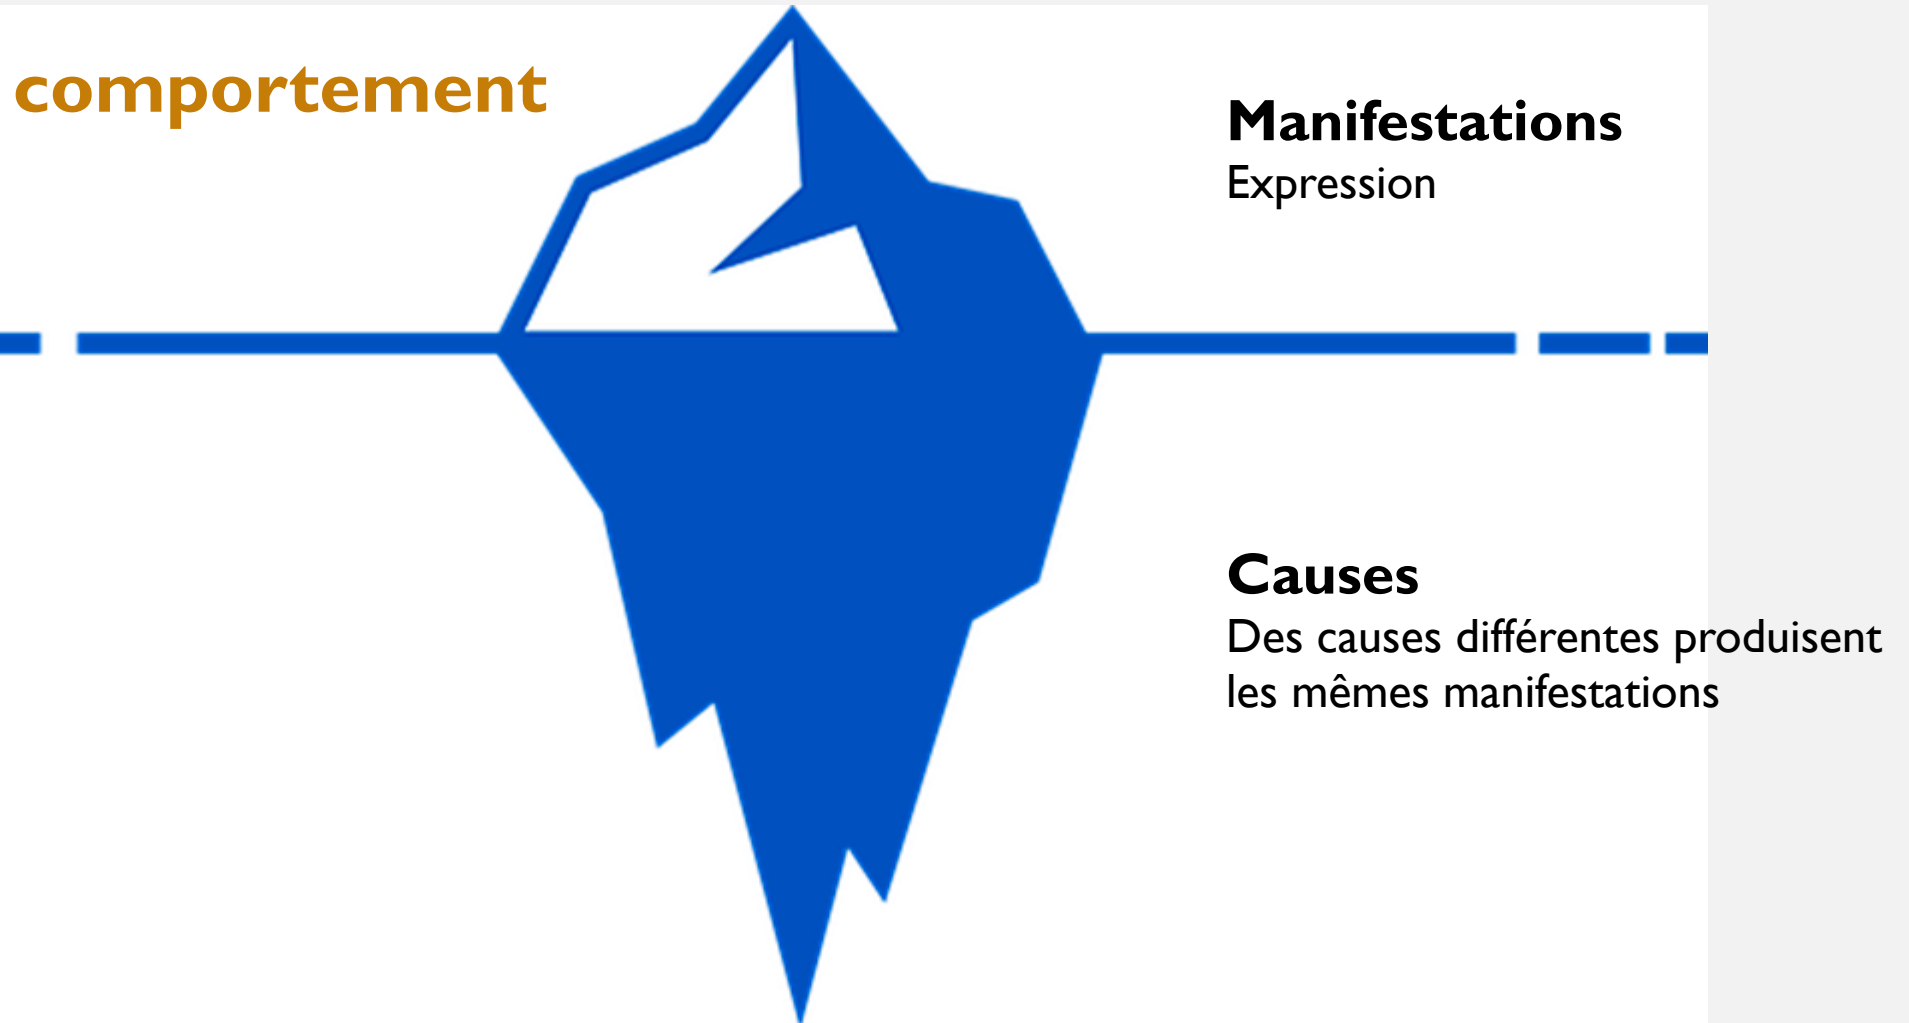 comportement
Manifestations
Expression
Causes
Des causes différentes produisent
les mêmes manifestations